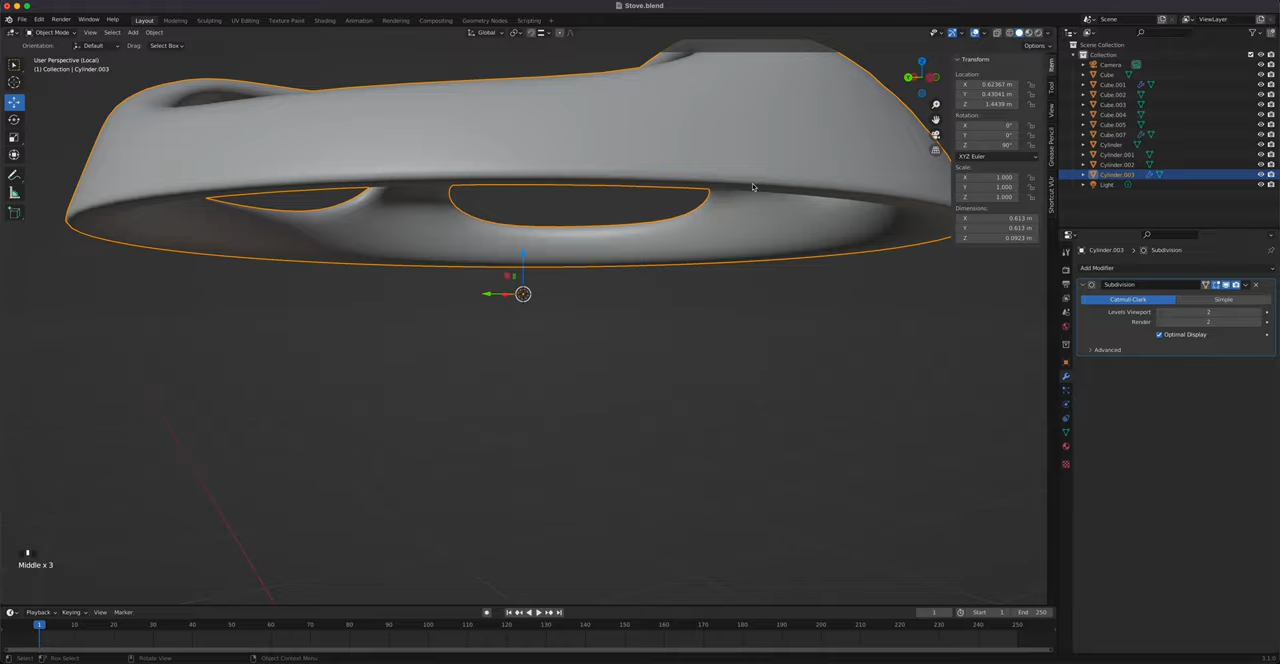 Stove.blend
File Edit Render Window Help Layout Modeling Sculpting UV Editing Texture Paint Shading Animation Rendering Compositing Geometry Nodes Scripting + Scene ViewLayer
Object Mode View Select Add Object Global
Orientation: Default Drag: Select Box Options
User Perspective (Local)
(1) Collection | Cylinder.003
Transform
Location:
X 0.62367 m
Y 0.43041 m
Z 1.4439 m
Rotation:
X 0°
Y 0°
Z 90°
XYZ Euler
Scale:
X 1.000
Y 1.000
Z 1.000
Dimensions:
X 0.613 m
Y 0.613 m
Z 0.0923 m
Item
Tool
View
Grease Pencil
Shortcut VUr
Scene Collection
Collection
Camera
Cube
Cube.001
Cube.002
Cube.003
Cube.004
Cube.005
Cube.007
Cylinder
Cylinder.001
Cylinder.002
Cylinder.003
Light
Cylinder.003 > Subdivision
Add Modifier
Subdivision
Catmull-Clark Simple
Levels Viewport 2
Render 2
Optimal Display
Advanced
Middle x 3
Playback Keying View Marker 1 Start 1 End 250
1 10 20 30 40 50 60 70 80 90 100 110 120 130 140 150 160 170 180 190 200 210 220 230 240 250
Select Box Select Rotate View Object Context Menu 3.1.0